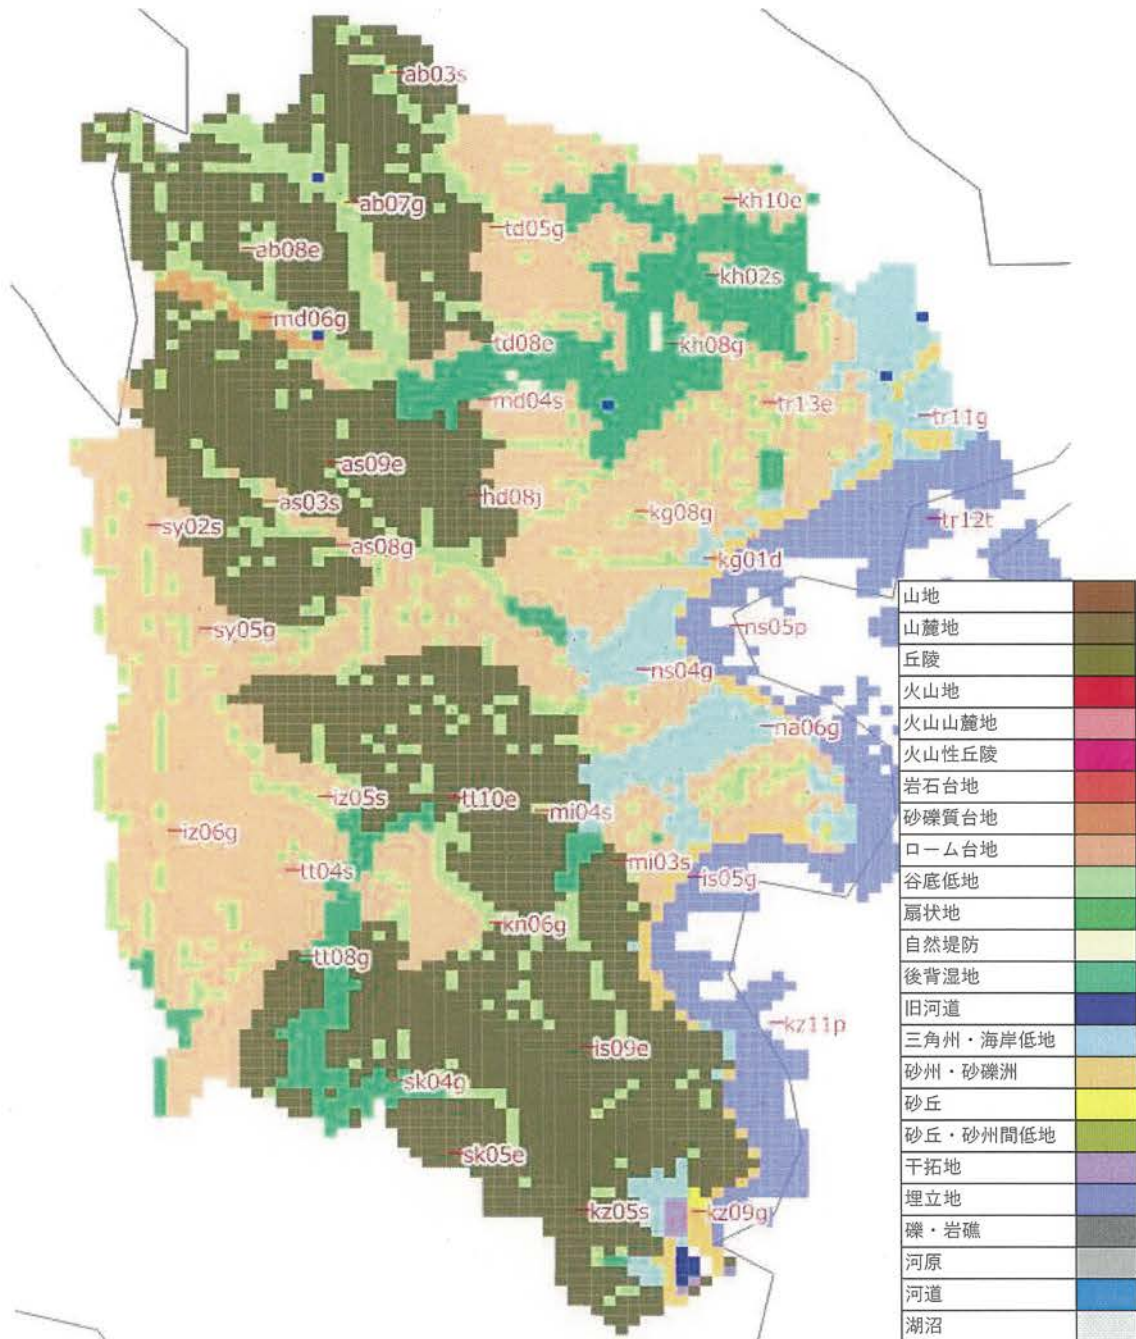 ab03s
kh10e
ab07g
td05g
ab08e
kh02s
md06g
td08e
kh08g
md04s
tr13e
tr11g
as09e
as03s
hd08j
kg08g
sy02s
tr12t
as08g
kg01d
sy05g
ns05p
ns04g
na06g
iz05s
tt10e
mi04s
iz06g
tt04s
mi03s
is05g
kn06g
tt08g
kz11p
is09e
sk04g
sk05e
kz05s
kz09g
山地
山麓地
丘陵
火山地
火山山麓地
火山性丘陵
岩石台地
砂礫質台地
ローム台地
谷底低地
扇状地
自然堤防
後背湿地
旧河道
三角州・海岸低地
砂州・砂礫洲
砂丘
砂丘・砂州間低地
干拓地
埋立地
礫・岩礁
河原
河道
湖沼